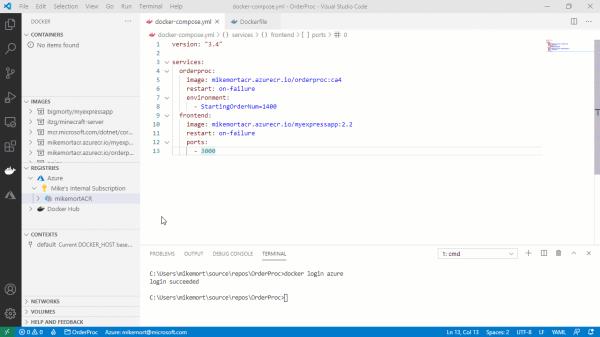 File Edit Selection View Go Run Terminal Help
docker-compose.yml - OrderProc - Visual Studio Code
DOCKER
CONTAINERS
No items found
IMAGES
bigmorty/myexpressapp
itzg/minecraft-server
mcr.microsoft.com/dotnet/cor...
mikemortacr.azurecr.io/myexp...
mikemortacr.azurecr.io/orderp...
REGISTRIES
Azure
Mike's Internal Subscription
mikemortACR
Docker Hub
CONTEXTS
default Current DOCKER_HOST base...
NETWORKS
VOLUMES
HELP AND FEEDBACK
docker-compose.yml
Dockerfile
docker-compose.yml > {} services > {} frontend > [ ] ports > # 0
1 version: "3.4"
2
3 services:
4 orderproc:
5 image: mikemortacr.azurecr.io/orderproc:ca4
6 restart: on-failure
7 environment:
8 - StartingOrderNum=1400
9 frontend:
10 image: mikemortacr.azurecr.io/myexpressapp:2.2
11 restart: on-failure
12 ports:
13 - 3000
PROBLEMS OUTPUT DEBUG CONSOLE TERMINAL
1: cmd
C:\Users\mikemort\source\repos\OrderProc>docker login azure
login succeeded
C:\Users\mikemort\source\repos\OrderProc>
0 0 OrderProc Azure: mikemort@microsoft.com
Ln 13, Col 13 Spaces: 2 UTF-8 LF YAML